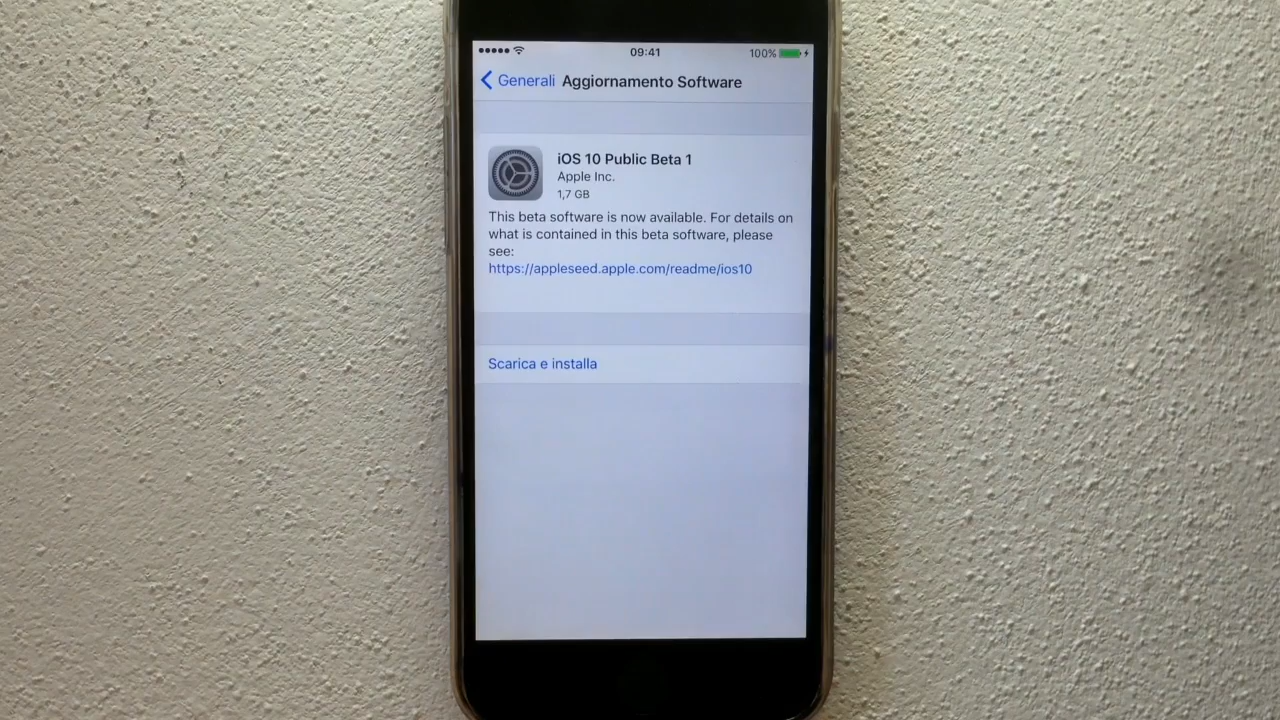 09:41
100%
Generali Aggiornamento Software
iOS 10 Public Beta 1
Apple Inc.
1,7 GB
This beta software is now available. For details on
what is contained in this beta software, please
see:
https://appleseed.apple.com/readme/ios10
Scarica e installa